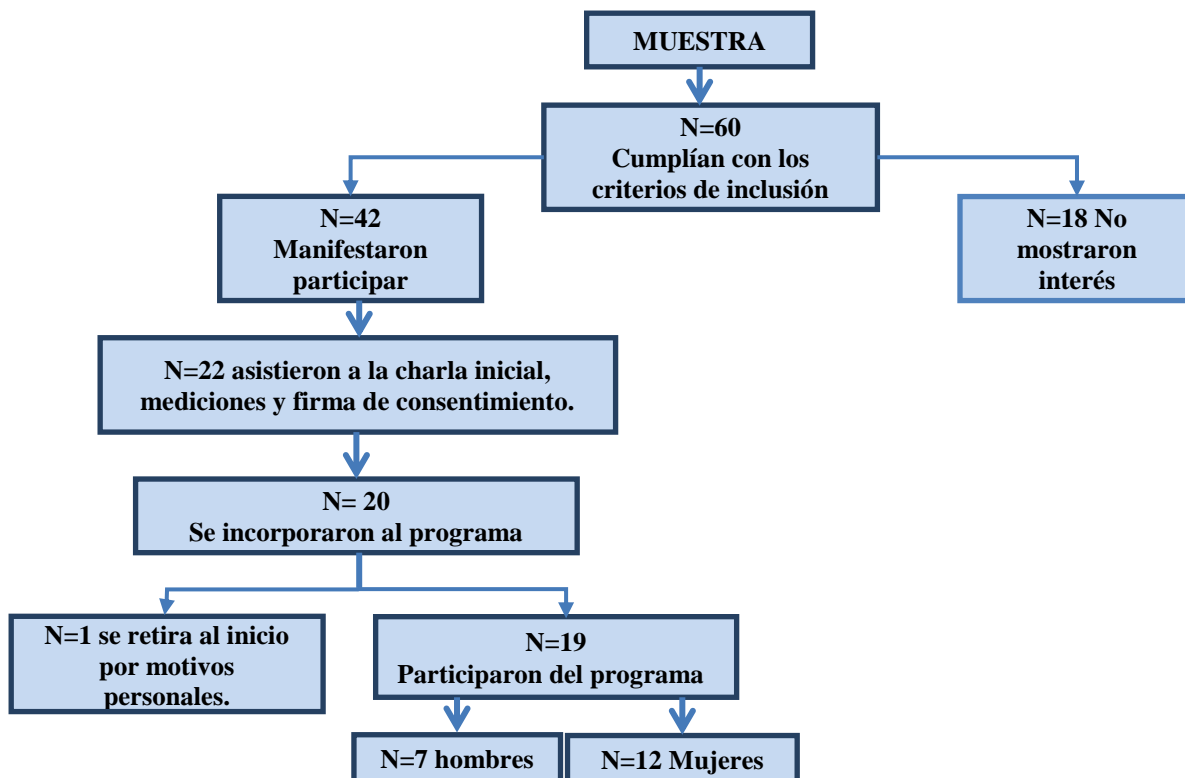 MUESTRA
N=60
Cumplían con los
criterios de inclusión
N=42
Manifestaron
participar
N=18 No
mostraron
interés
N=22 asistieron a la charla inicial,
mediciones y firma de consentimiento.
N= 20
Se incorporaron al programa
N=1 se retira al inicio
por motivos
personales.
N=19
Participaron del programa
N=7 hombres
N=12 Mujeres